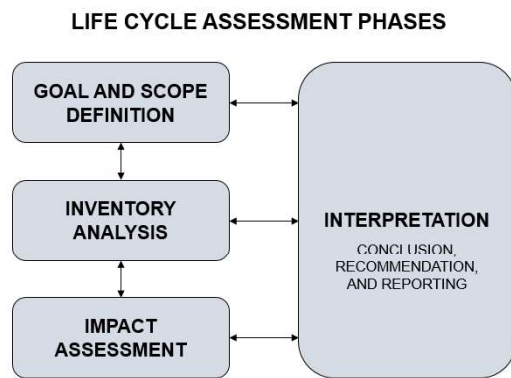 LIFE CYCLE ASSESSMENT PHASES
GOAL AND SCOPE
DEFINITION
INVENTORY
ANALYSIS
IMPACT
ASSESSMENT
INTERPRETATION
CONCLUSION,
RECOMMENDATION,
AND REPORTING